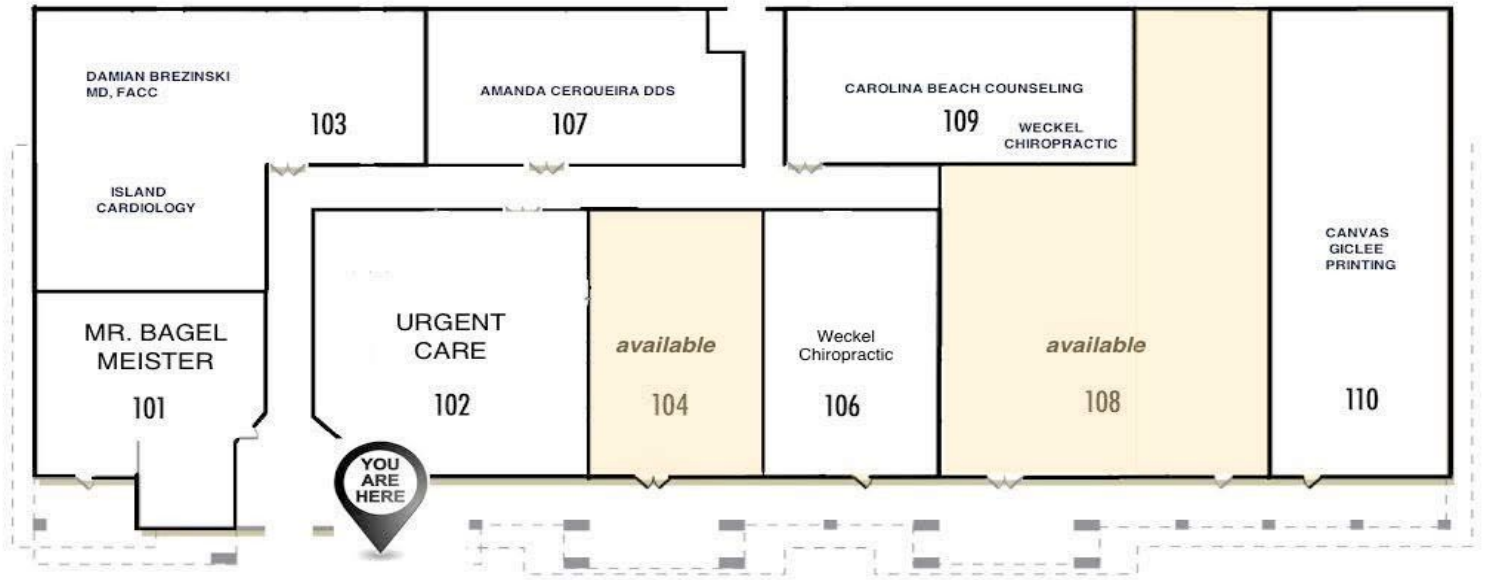 DAMIAN BREZINSKI
MD, FACC
103
ISLAND
CARDIOLOGY
AMANDA CERQUEIRA DDS
107
CAROLINA BEACH COUNSELING
109
WECKEL
CHIROPRACTIC
CANVAS
GICLEE
PRINTING
110
MR. BAGEL
MEISTER
101
URGENT
CARE
102
available
104
Weckel
Chiropractic
106
available
108
YOU
ARE
HERE